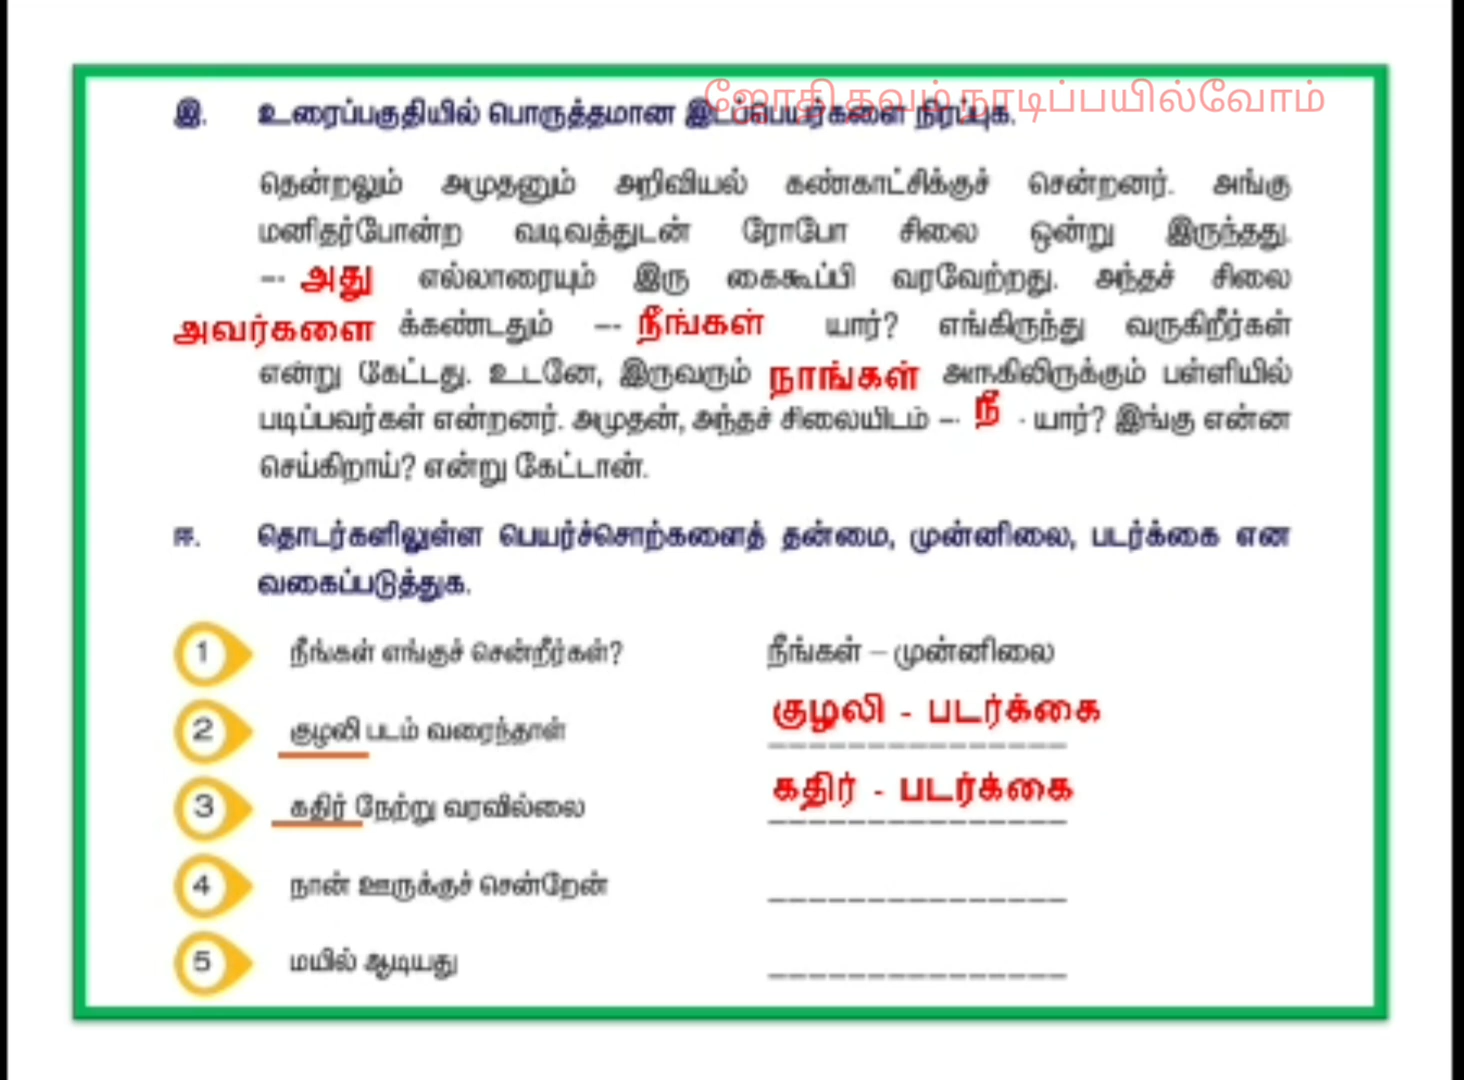 ஜோதி தவம் நாடிப்பயில்வோம்
இ. உரைப்பகுதியில் பொருத்தமான இடப்பெயர்களை நிரப்புக.
தென்றலும் அமுதனும் அறிவியல் கண்காட்சிக்குச் சென்றனர். அங்கு
மனிதர்போன்ற வடிவத்துடன் ரோபோ சிலை ஒன்று இருந்தது.
--- அது எல்லாரையும் இரு கைகூப்பி வரவேற்றது. அந்தச் சிலை
அவர்களை க்கண்டதும் --- நீங்கள் யார்? எங்கிருந்து வருகிறீர்கள்
என்று கேட்டது. உடனே, இருவரும் நாங்கள் அருகிலிருக்கும் பள்ளியில்
படிப்பவர்கள் என்றனர். அமுதன், அந்தச் சிலையிடம் --- நீ - யார்? இங்கு என்ன
செய்கிறாய்? என்று கேட்டான்.
ஈ. தொடர்களிலுள்ள பெயர்ச்சொற்களைத் தன்மை, முன்னிலை, படர்க்கை என
வகைப்படுத்துக.
1 நீங்கள் எங்குச் சென்றீர்கள்? நீங்கள் – முன்னிலை
2 குழலி படம் வரைந்தாள் குழலி - படர்க்கை
3 கதிர் நேற்று வரவில்லை கதிர் - படர்க்கை
4 நான் ஊருக்குச் சென்றேன்
5 மயில் ஆடியது